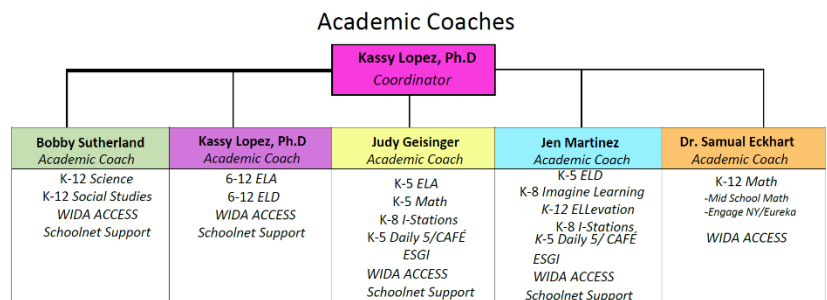 Academic Coaches
Kassy Lopez, Ph.D
Coordinator
Bobby Sutherland
Academic Coach
K-12 Science
K-12 Social Studies
WIDA ACCESS
Schoolnet Support
Kassy Lopez, Ph.D
Academic Coach
6-12 ELA
6-12 ELD
WIDA ACCESS
Schoolnet Support
Judy Geisinger
Academic Coach
K-5 ELA
K-5 Math
K-8 I-Stations
K-5 Daily 5/CAFÉ
ESGI
WIDA ACCESS
Schoolnet Support
Jen Martinez
Academic Coach
K-5 ELD
K-8 Imagine Learning
K-12 ELLevation
K-8 I-Stations
K-5 Daily 5/ CAFÉ
ESGI
WIDA ACCESS
Schoolnet Support
Dr. Samual Eckhart
Academic Coach
K-12 Math
-Mid School Math
-Engage NY/Eureka
WIDA ACCESS